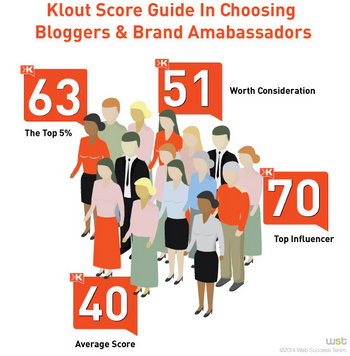 Klout Score Guide In Choosing
Bloggers & Brand Amabassadors
K
63
The Top 5%
K
51
Worth Consideration
K
70
Top Influencer
K
40
Average Score
wst
©2014 Web Success Team